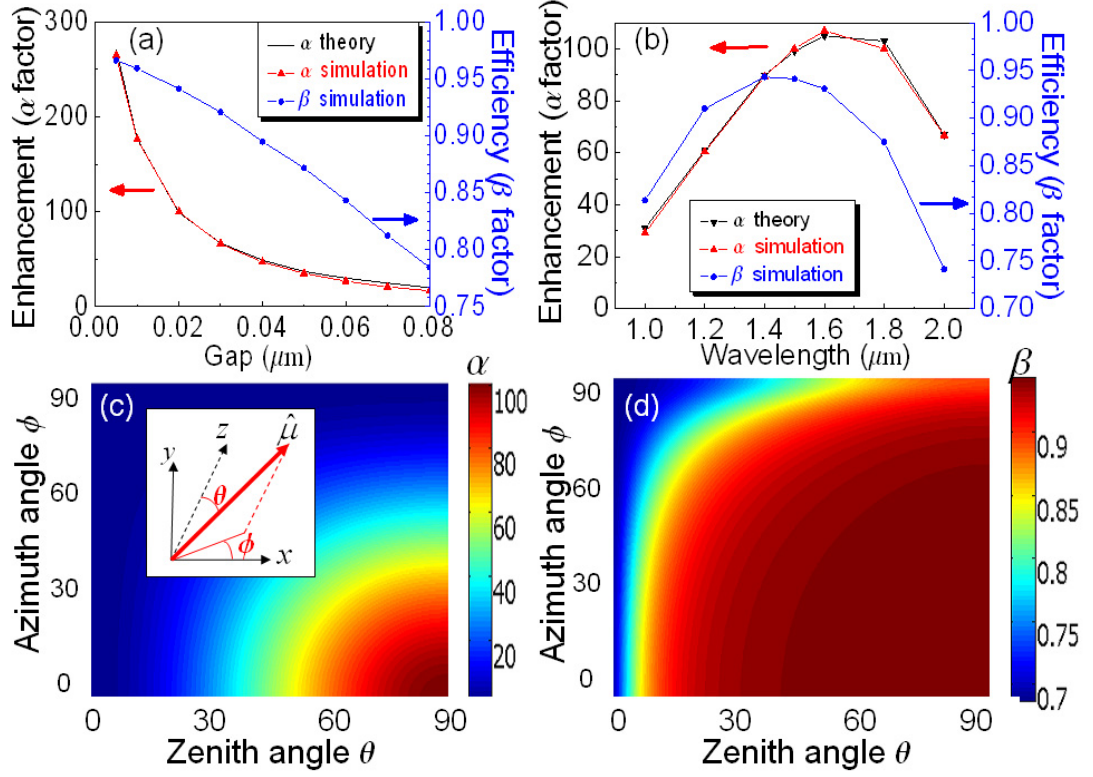 (a)
α theory
α simulation
β simulation
Enhancement (α factor)
300
200
100
0
0.00 0.02 0.04 0.06 0.08
Gap (μm)
1.00
0.95
0.90
0.85
0.80
0.75
Efficiency (β factor)
(b)
α theory
α simulation
β simulation
Enhancement (α factor)
100
80
60
40
20
0
1.0 1.2 1.4 1.6 1.8 2.0
Wavelength (μm)
1.00
0.95
0.90
0.85
0.80
0.75
0.70
Efficiency (β factor)
(c)
Azimuth angle ϕ
90
60
30
0
0 30 60 90
Zenith angle θ
y
z
μ̂
θ
ϕ
x
α
100
80
60
40
20
(d)
Azimuth angle ϕ
90
60
30
0
0 30 60 90
Zenith angle θ
β
0.9
0.85
0.8
0.75
0.7